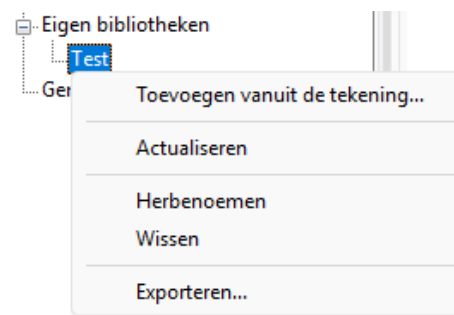 Eigen bibliotheken
Test
Ger
Toevoegen vanuit de tekening...
Actualiseren
Herbenoemen
Wissen
Exporteren...